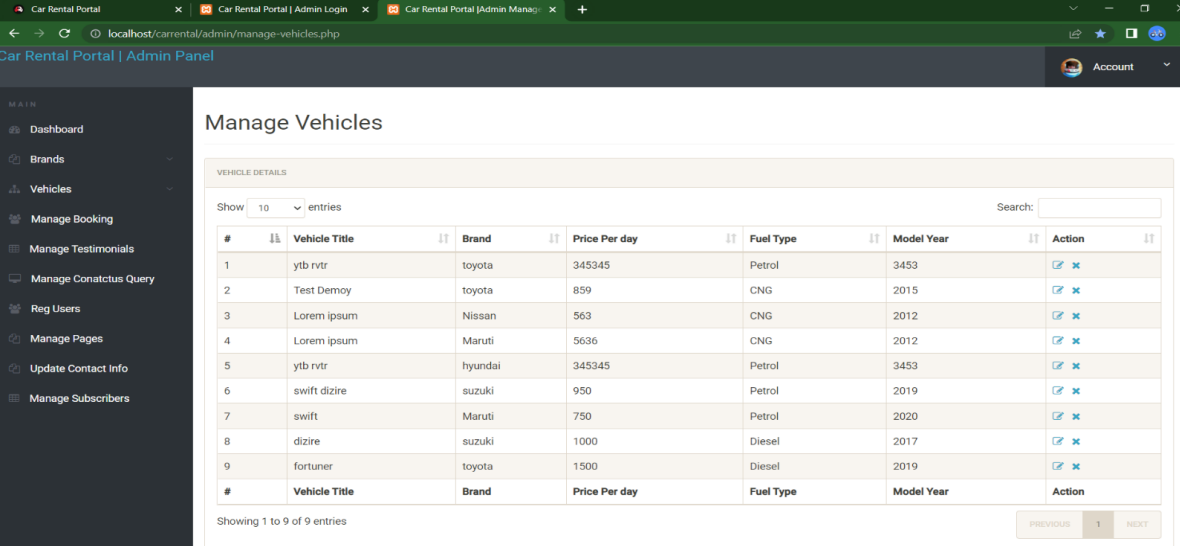 Car Rental Portal
Car Rental Portal | Admin Login
Car Rental Portal |Admin Manage
localhost/carrental/admin/manage-vehicles.php
Car Rental Portal | Admin Panel
Account
MAIN
Dashboard
Brands
Vehicles
Manage Booking
Manage Testimonials
Manage Conatctus Query
Reg Users
Manage Pages
Update Contact Info
Manage Subscribers
Manage Vehicles
VEHICLE DETAILS
Show 10 entries Search:
# Vehicle Title Brand Price Per day Fuel Type Model Year Action
1 ytb rvtr toyota 345345 Petrol 3453
2 Test Demoy toyota 859 CNG 2015
3 Lorem ipsum Nissan 563 CNG 2012
4 Lorem ipsum Maruti 5636 CNG 2012
5 ytb rvtr hyundai 345345 Petrol 3453
6 swift dizire suzuki 950 Petrol 2019
7 swift Maruti 750 Petrol 2020
8 dizire suzuki 1000 Diesel 2017
9 fortuner toyota 1500 Diesel 2019
# Vehicle Title Brand Price Per day Fuel Type Model Year Action
Showing 1 to 9 of 9 entries
PREVIOUS 1 NEXT